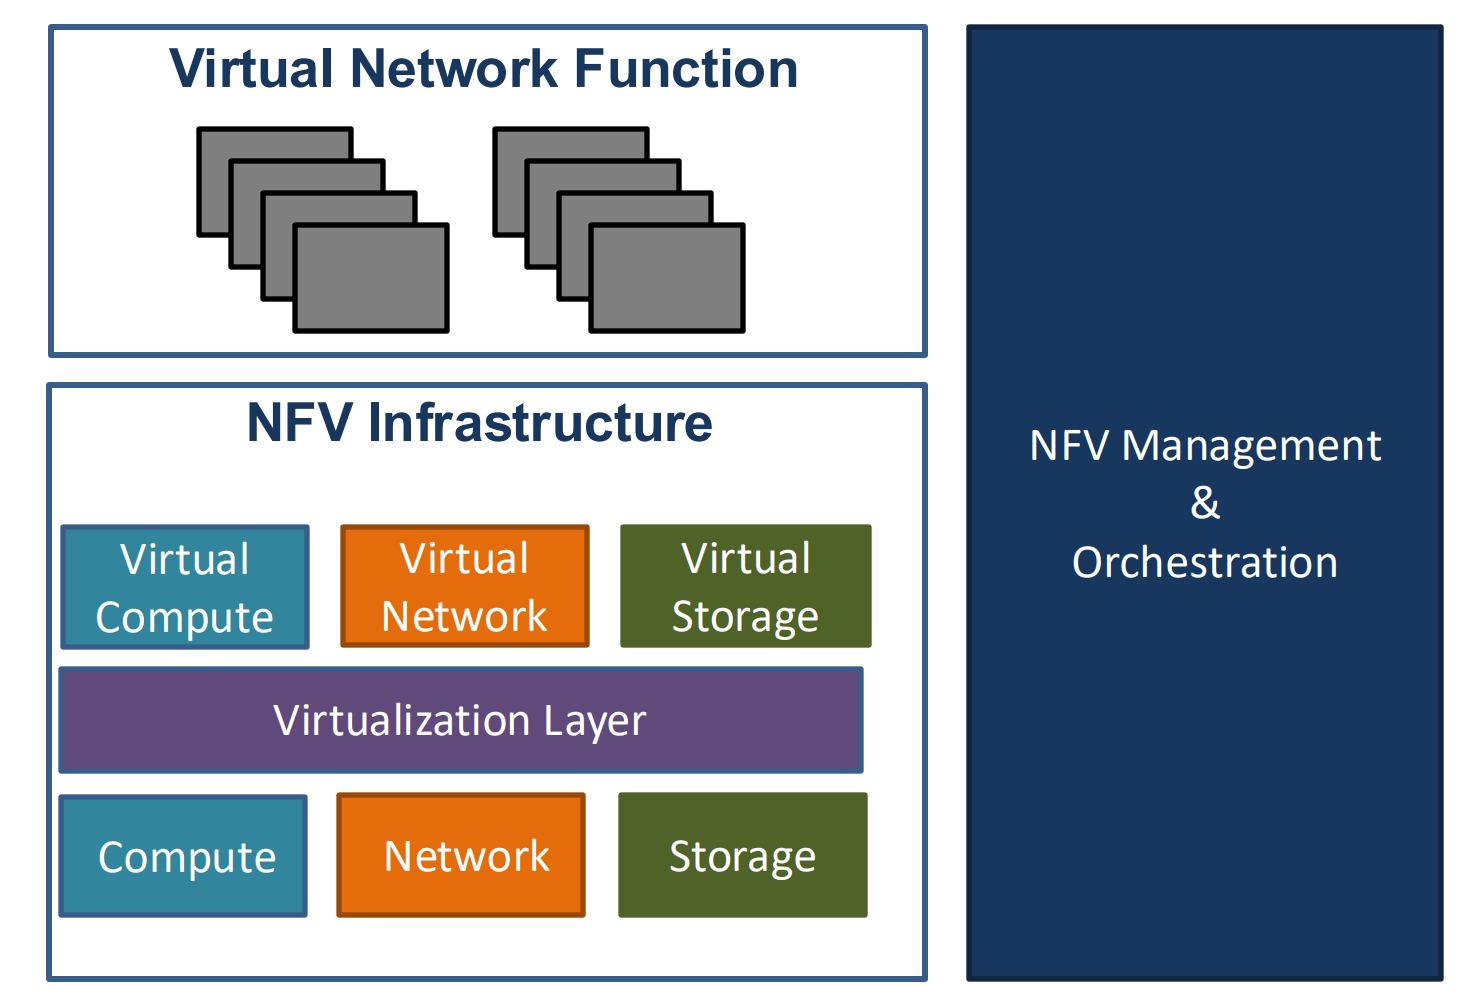 Virtual Network Function
NFV Infrastructure
Virtual
Compute
Virtual
Network
Virtual
Storage
Virtualization Layer
Compute
Network
Storage
NFV Management
&
Orchestration